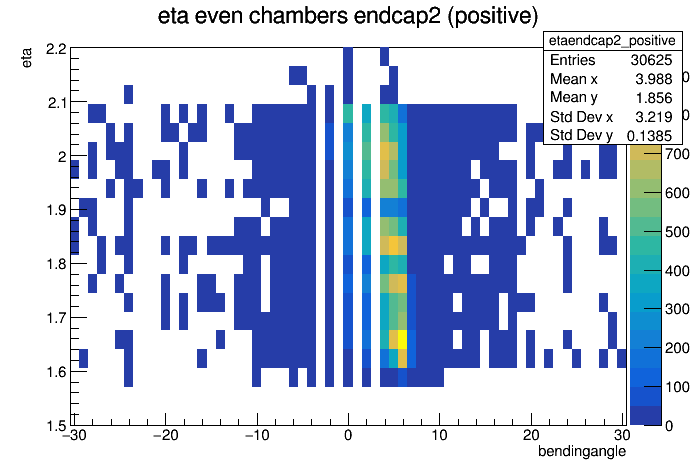 eta even chambers endcap2 (positive)
etaendcap2_positive
Entries 30625
Mean x 3.988
Mean y 1.856
Std Dev x 3.219
Std Dev y 0.1385
eta
2.2
2.1
2
1.9
1.8
1.7
1.6
1.5
−30 −20 −10 0 10 20 30
bendingangle
700
600
500
400
300
200
100
0